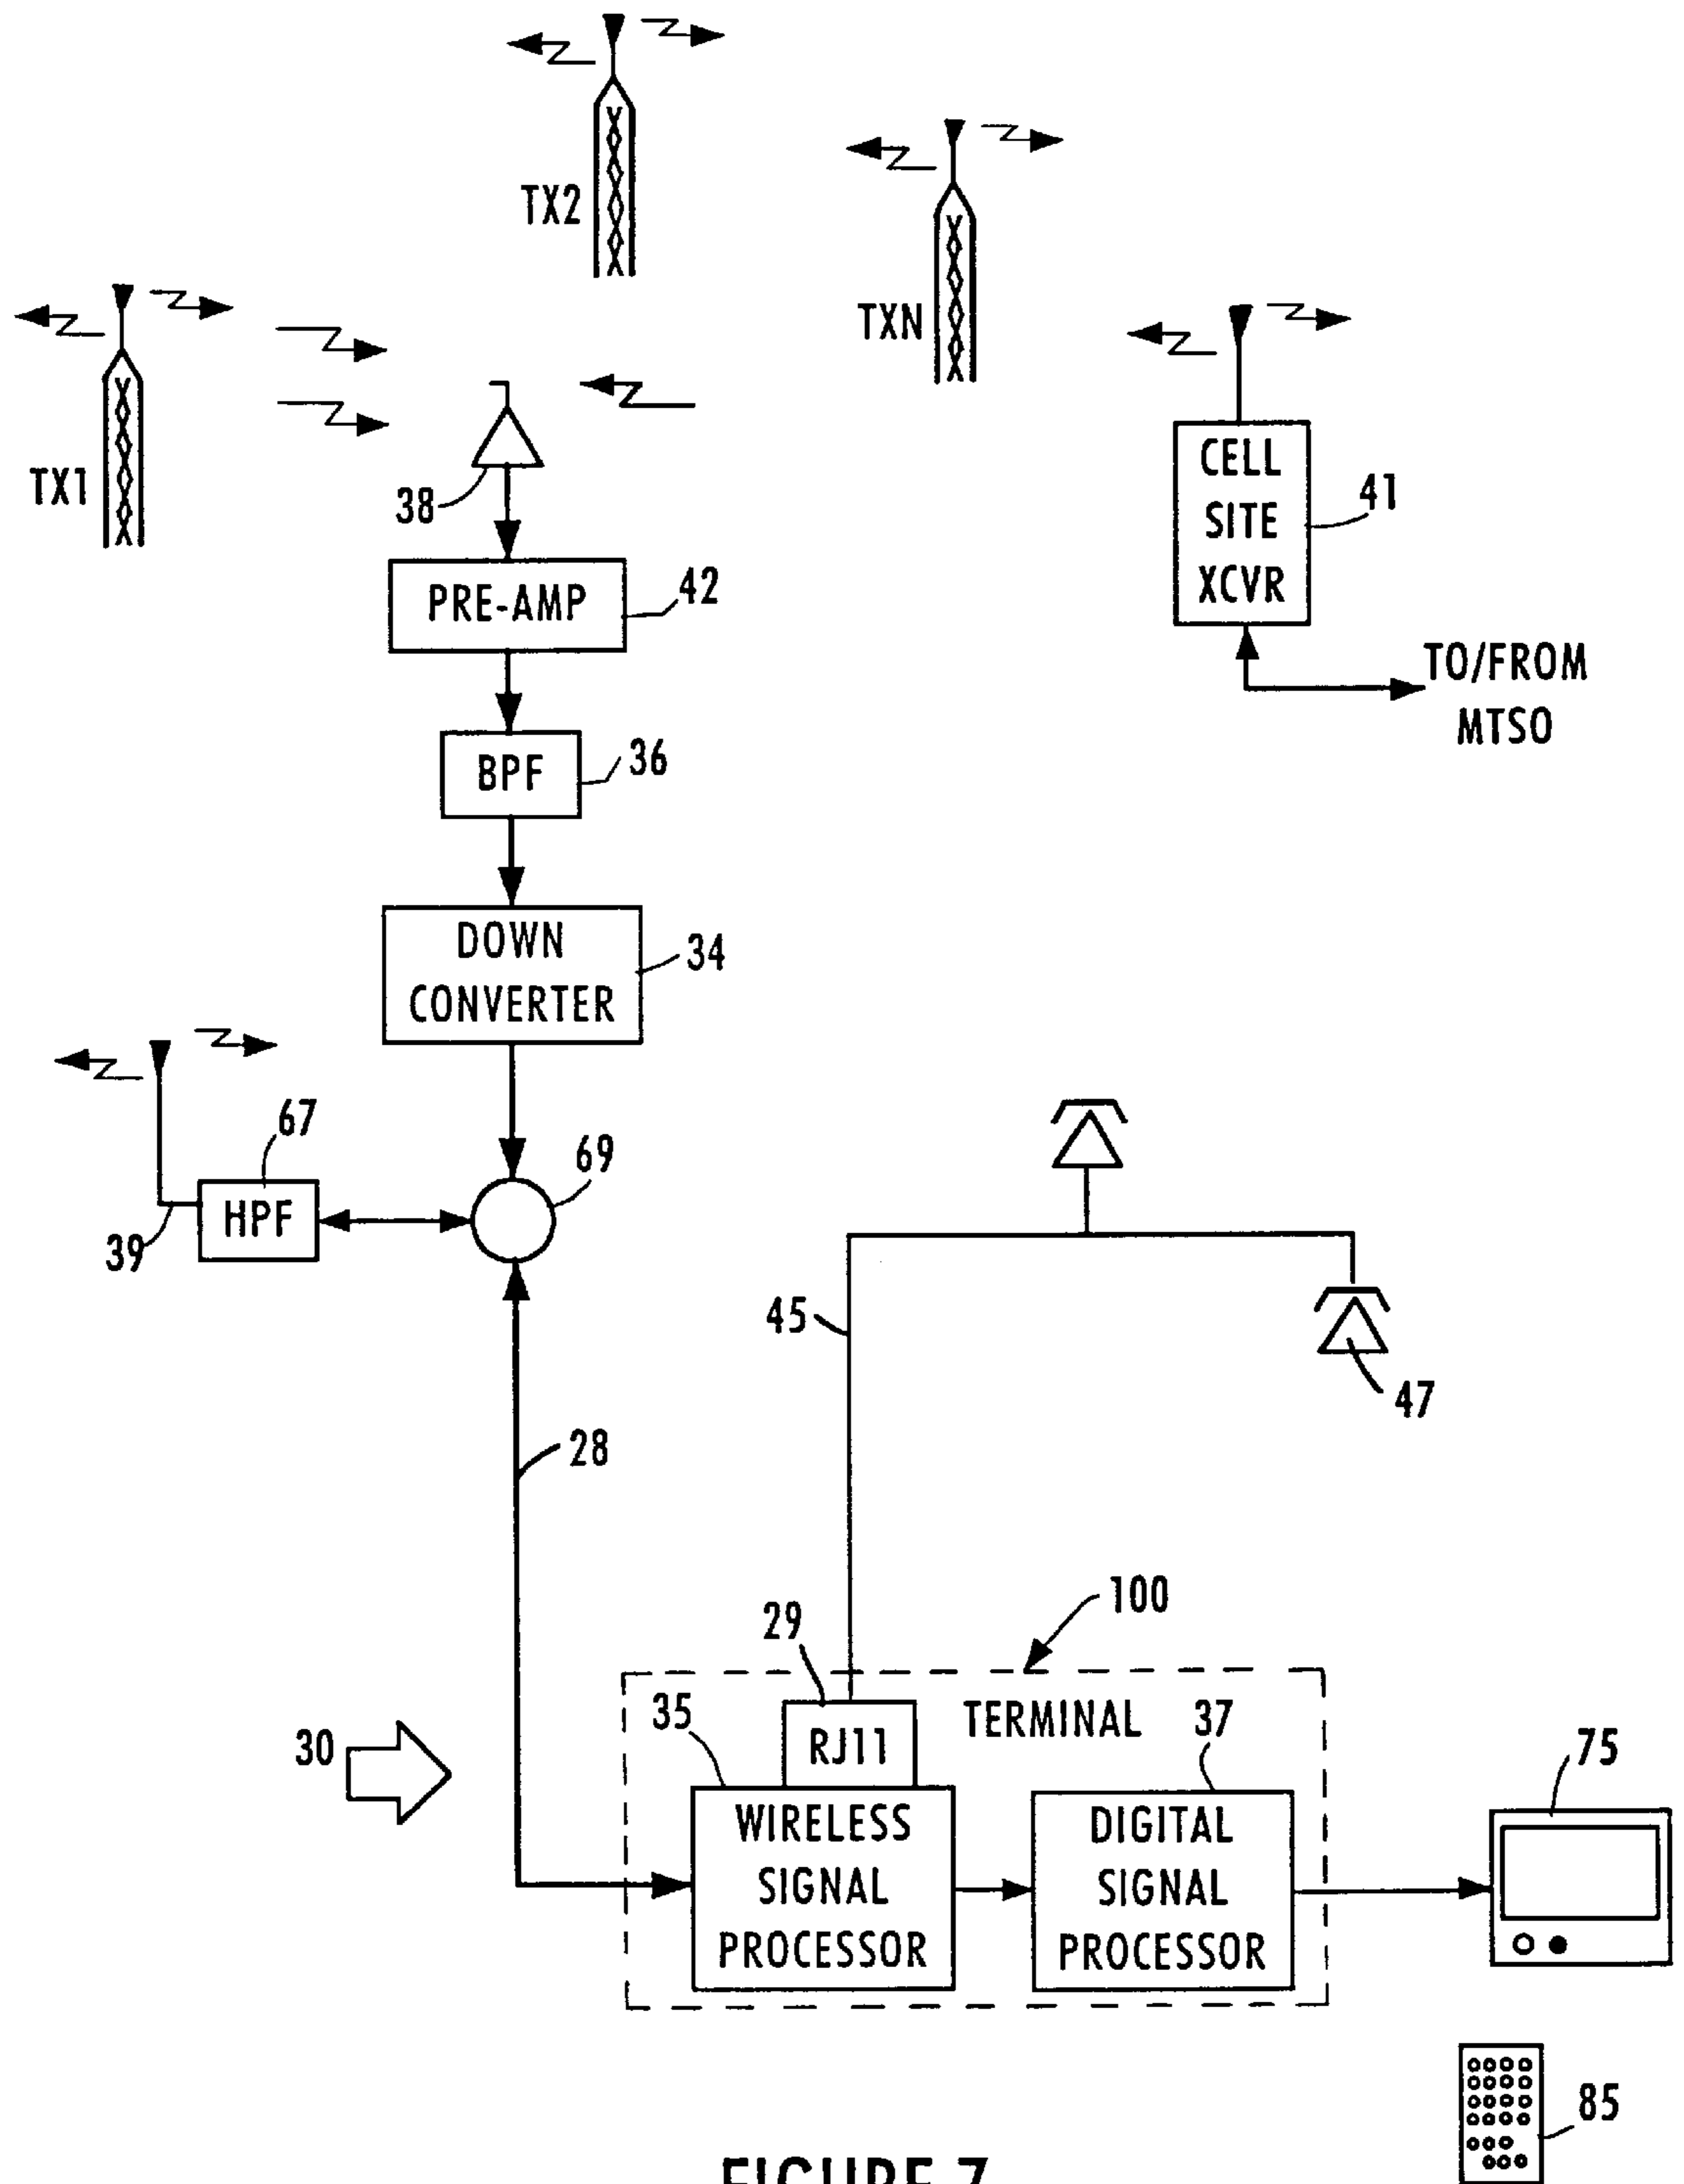 TX2
TXN
TX1
38
CELL
SITE
XCVR
41
PRE-AMP
42
TO/FROM
MTSO
BPF
36
DOWN
CONVERTER
34
67
69
HPF
39
45
47
28
100
29
35
RJ11
TERMINAL
37
30
75
WIRELESS
SIGNAL
PROCESSOR
DIGITAL
SIGNAL
PROCESSOR
85
FIGURE 7